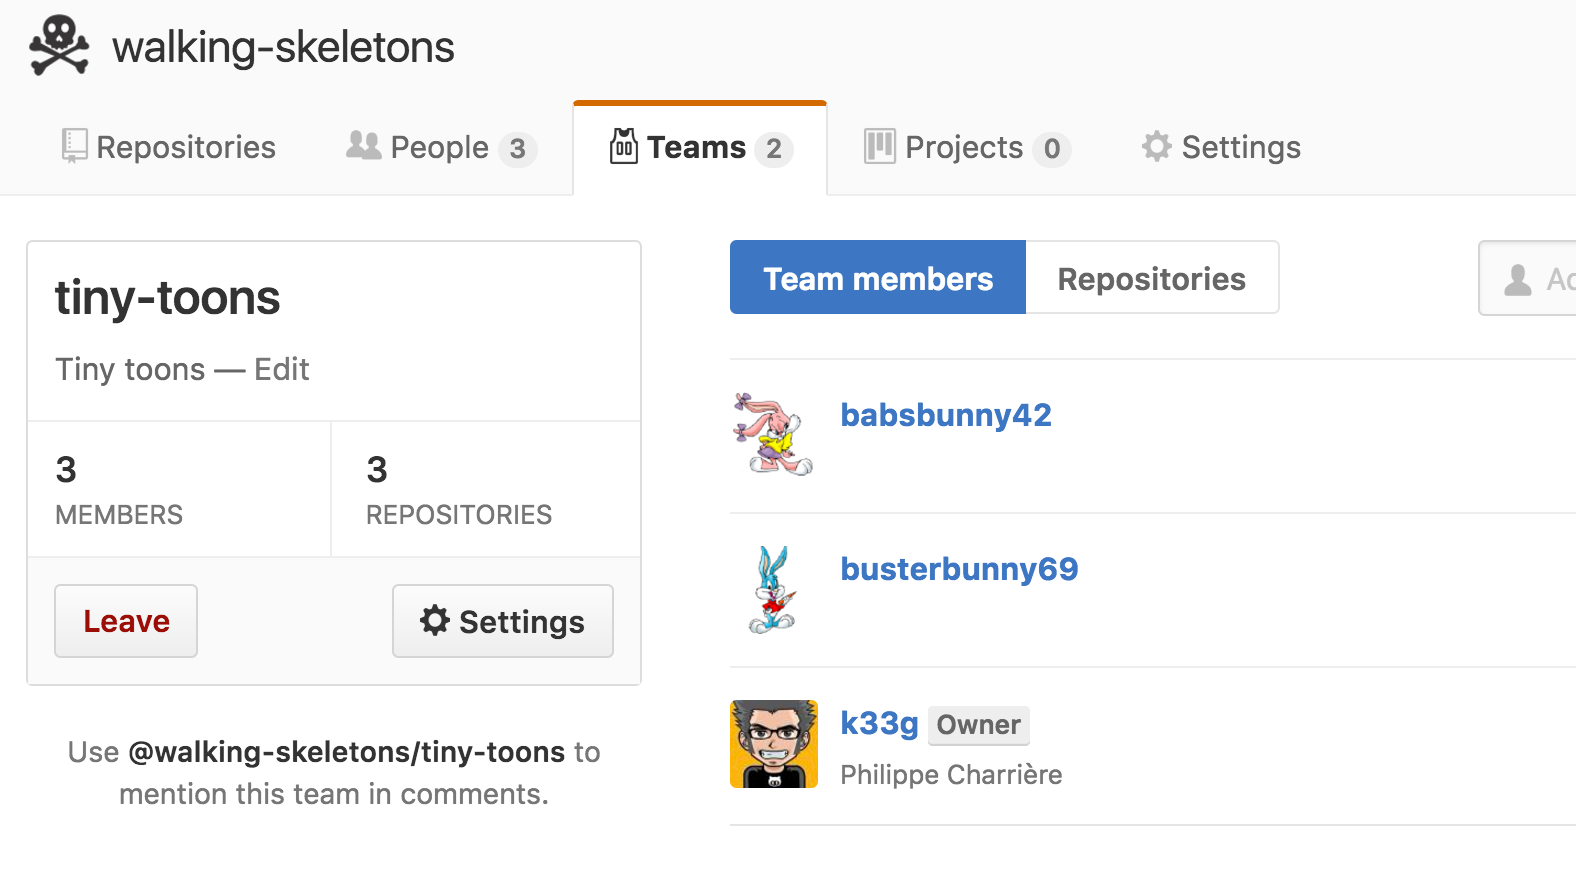 walking-skeletons
Repositories People 3 Teams 2 Projects 0 Settings
tiny-toons
Tiny toons — Edit
3 MEMBERS
3 REPOSITORIES
Leave Settings
Use @walking-skeletons/tiny-toons to
mention this team in comments.
Team members Repositories
babsbunny42
busterbunny69
k33g Owner
Philippe Charrière